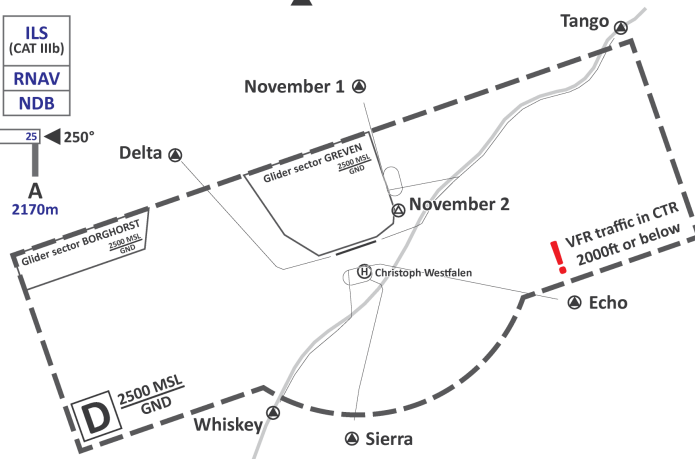 ILS
(CAT IIIb)
RNAV
NDB
25
250°
A
2170m
Tango
November 1
Delta
Glider sector GREVEN
2500 MSL
GND
November 2
Glider sector BORGHORST
2500 MSL
GND
H
Christoph Westfalen
! VFR traffic in CTR
2000ft or below
Echo
D
2500 MSL
GND
Whiskey
Sierra